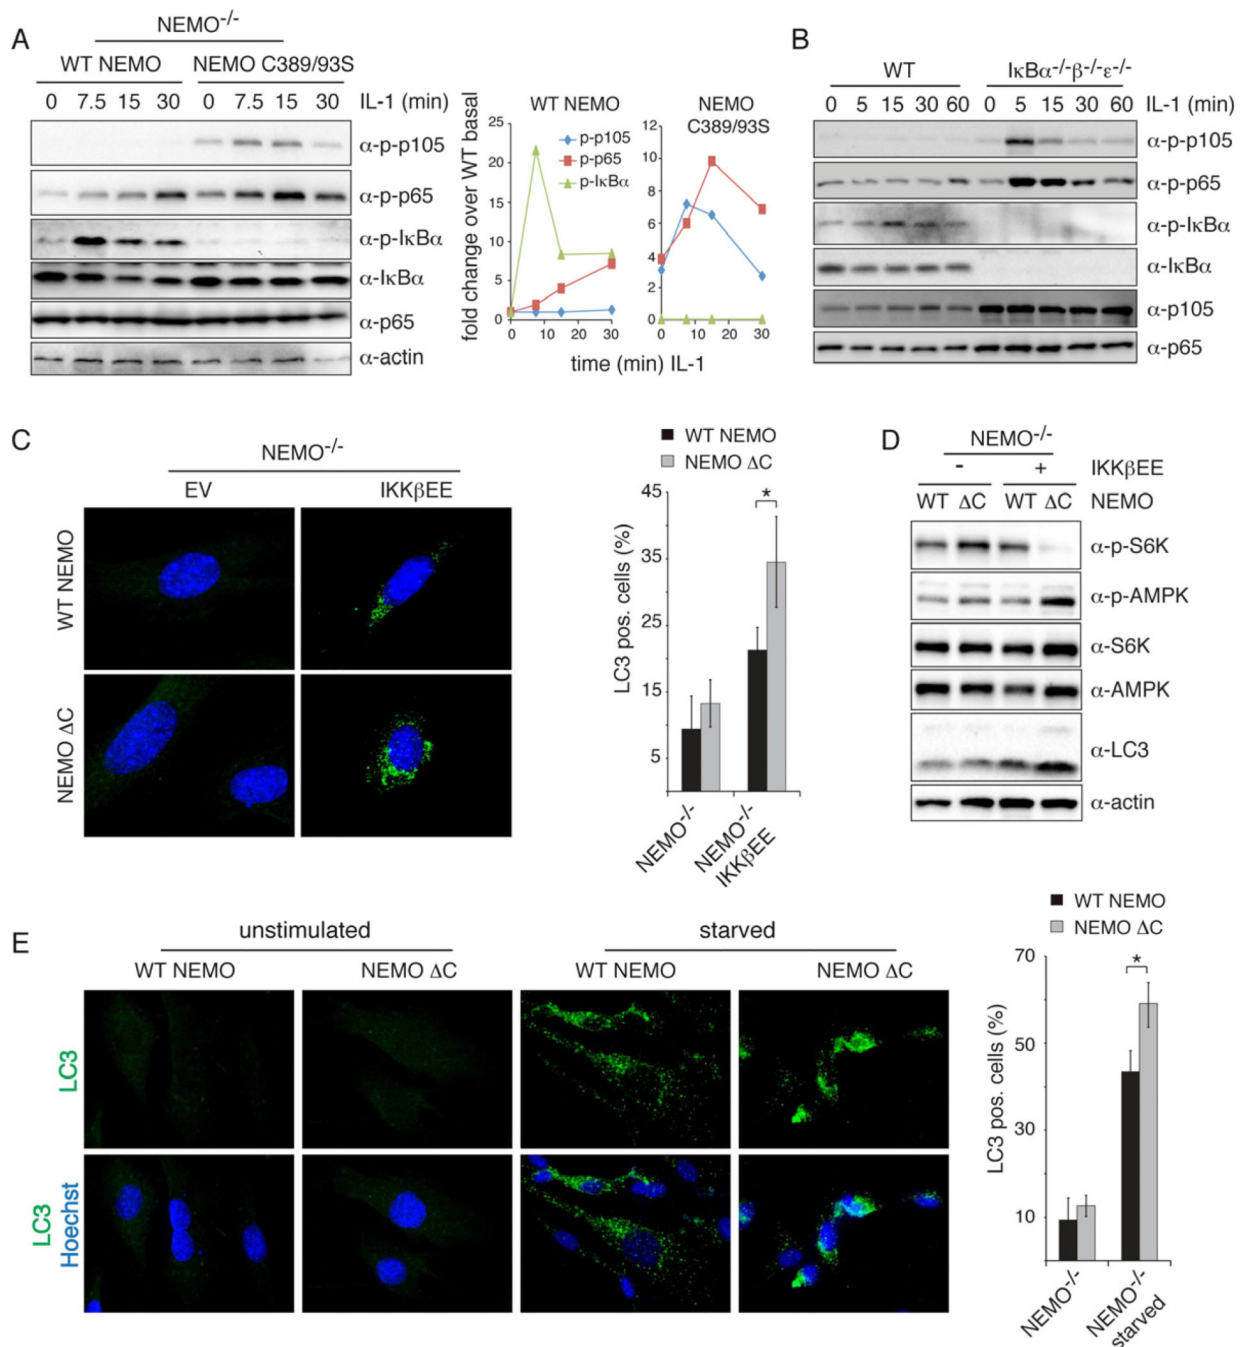 A
NEMO-/-
WT NEMO NEMO C389/93S
0 7.5 15 30 0 7.5 15 30 IL-1 (min)
α-p-p105
α-p-p65
α-p-IκBα
α-IκBα
α-p65
α-actin
fold change over WT basal
WT NEMO
25
20
15
10
5
0
p-p105
p-p65
p-IκBα
0 10 20 30
NEMO
C389/93S
12
10
8
6
4
2
0
0 10 20 30
time (min) IL-1
B
WT IκBα-/-β-/-ε-/-
0 5 15 30 60 0 5 15 30 60 IL-1 (min)
α-p-p105
α-p-p65
α-p-IκBα
α-IκBα
α-p105
α-p65
C
NEMO-/-
EV IKKβEE
WT NEMO
NEMO ΔC
WT NEMO
NEMO ΔC
LC3 pos. cells (%)
45
35
25
15
5
*
NEMO-/-
NEMO-/-
IKKβEE
D
NEMO-/-
- + IKKβEE
WT ΔC WT ΔC NEMO
α-p-S6K
α-p-AMPK
α-S6K
α-AMPK
α-LC3
α-actin
E
unstimulated starved
WT NEMO NEMO ΔC WT NEMO NEMO ΔC
LC3
LC3
Hoechst
WT NEMO
NEMO ΔC
LC3 pos. cells (%)
70
50
30
10
*
NEMO-/-
NEMO-/-
starved